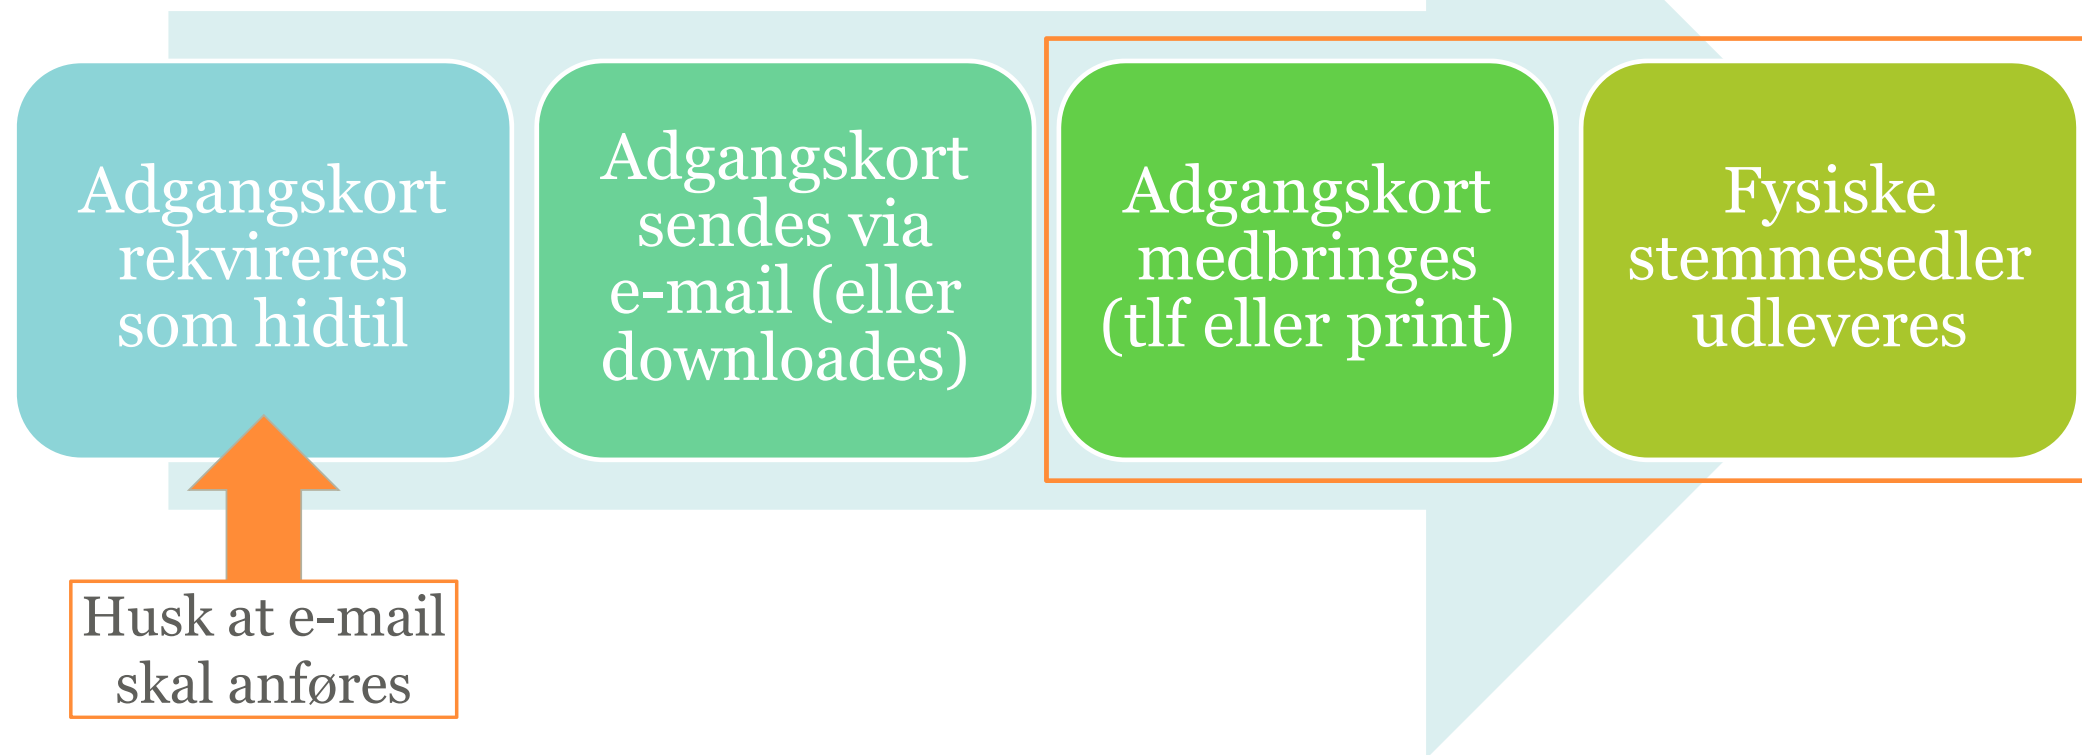 Adgangskort
rekvireres
som hidtil
Adgangskort
sendes via
e-mail (eller
downloades)
Adgangskort
medbringes
(tlf eller print)
Fysiske
stemmesedler
udleveres
Husk at e-mail
skal anføres